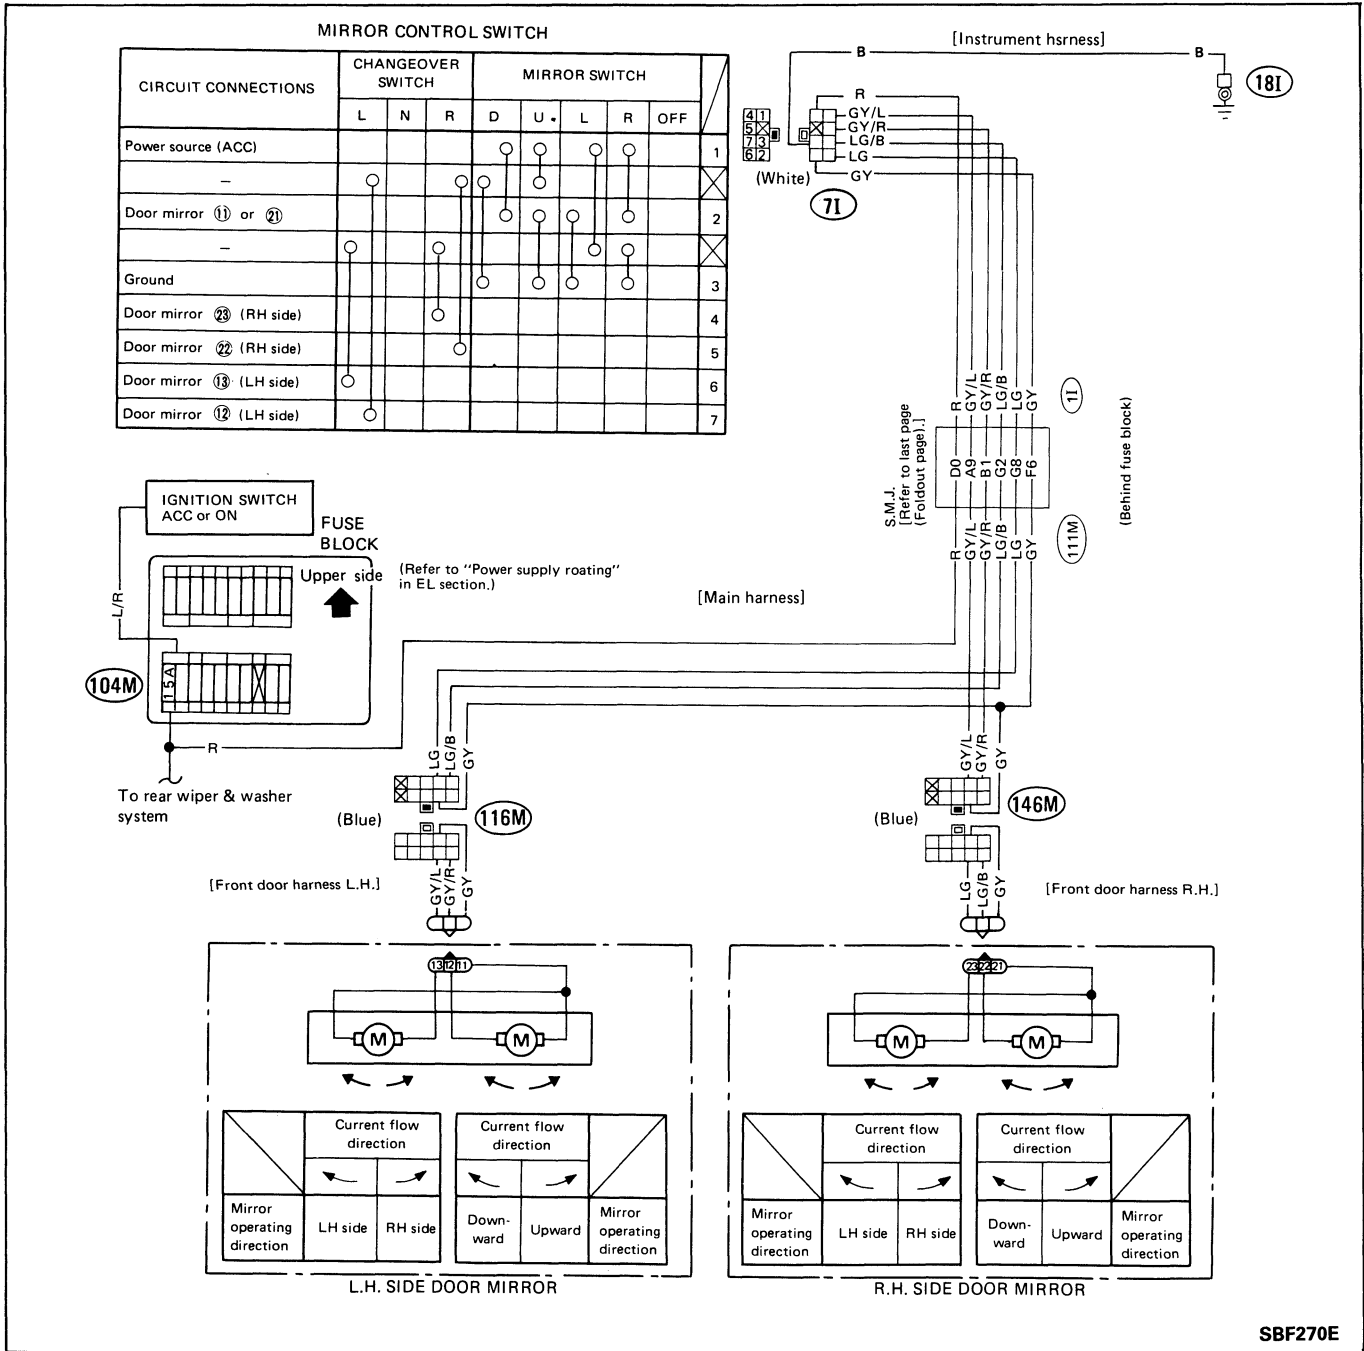 MIRROR CONTROL SWITCH
CIRCUIT CONNECTIONS
CHANGEOVER
SWITCH
MIRROR SWITCH
L N R D U L R OFF
Power source (ACC) 1
–
Door mirror ⑪ or ㉑ 2
–
Ground 3
Door mirror ㉓ (RH side) 4
Door mirror ㉒ (RH side) 5
Door mirror ⑬ (LH side) 6
Door mirror ⑫ (LH side) 7
[Instrument hsrness]
B B
18I
R
GY/L
GY/R
LG/B
LG
GY
4 1
5
7 3
6 2
(White)
7I
R GY/L GY/R LG/B LG GY
1I
S.M.J.
[Refer to last page
(Foldout page).]
D0 A9 B1 G2 G8 F6
(Behind fuse block)
R GY/L GY/R LG/B LG GY
111M
IGNITION SWITCH
ACC or ON
FUSE
BLOCK
Upper side
(Refer to "Power supply roating"
in EL section.)
L/R
[Main harness]
104M
15A
R
To rear wiper & washer
system
LG LG/B GY
GY/L GY/R GY
(Blue)
116M
(Blue)
146M
[Front door harness L.H.]
GY/L GY/R GY
LG LG/B GY
[Front door harness R.H.]
13 12 11
23 22 21
M M
M M
Current flow
direction
Current flow
direction
Mirror
operating
direction
LH side
RH side
Down-
ward
Upward
Mirror
operating
direction
L.H. SIDE DOOR MIRROR
Current flow
direction
Current flow
direction
Mirror
operating
direction
LH side
RH side
Down-
ward
Upward
Mirror
operating
direction
R.H. SIDE DOOR MIRROR
SBF270E